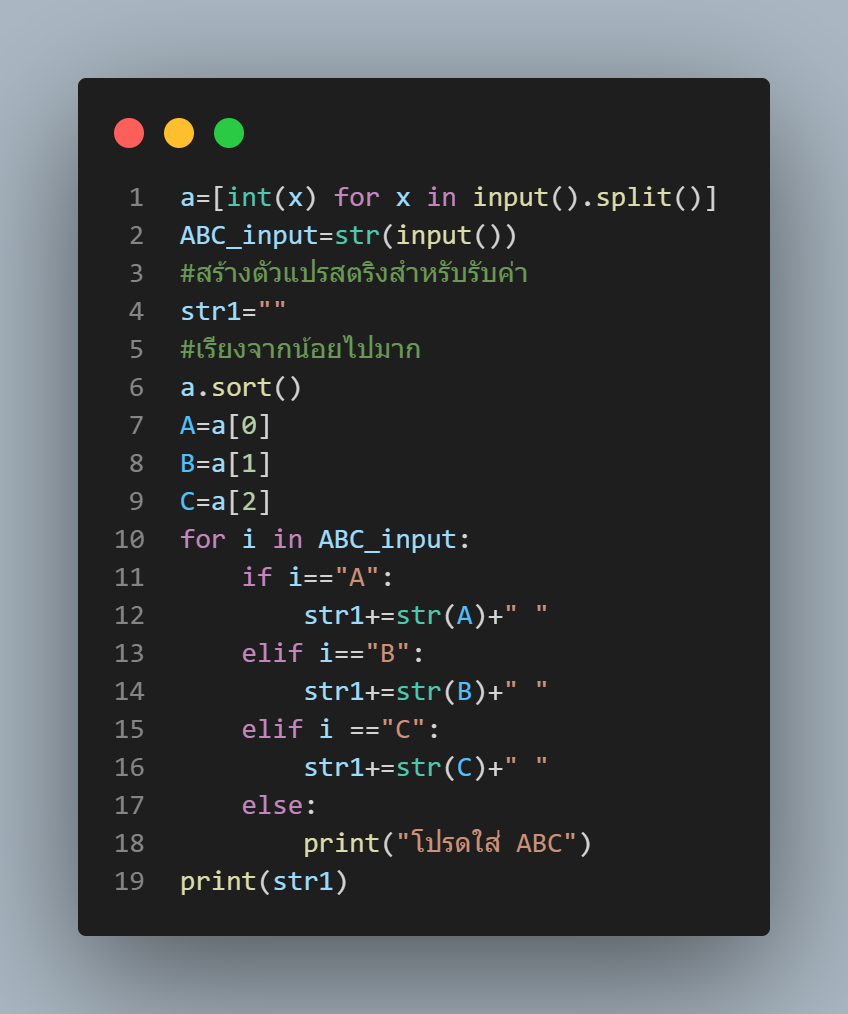 1 a=[int(x) for x in input().split()]
2 ABC_input=str(input())
3 #สร้างตัวแปรสตริงสำหรับรับค่า
4 str1=""
5 #เรียงจากน้อยไปมาก
6 a.sort()
7 A=a[0]
8 B=a[1]
9 C=a[2]
10 for i in ABC_input:
11     if i=="A":
12         str1+=str(A)+" "
13     elif i=="B":
14         str1+=str(B)+" "
15     elif i =="C":
16         str1+=str(C)+" "
17     else:
18         print("โปรดใส่ ABC")
19 print(str1)